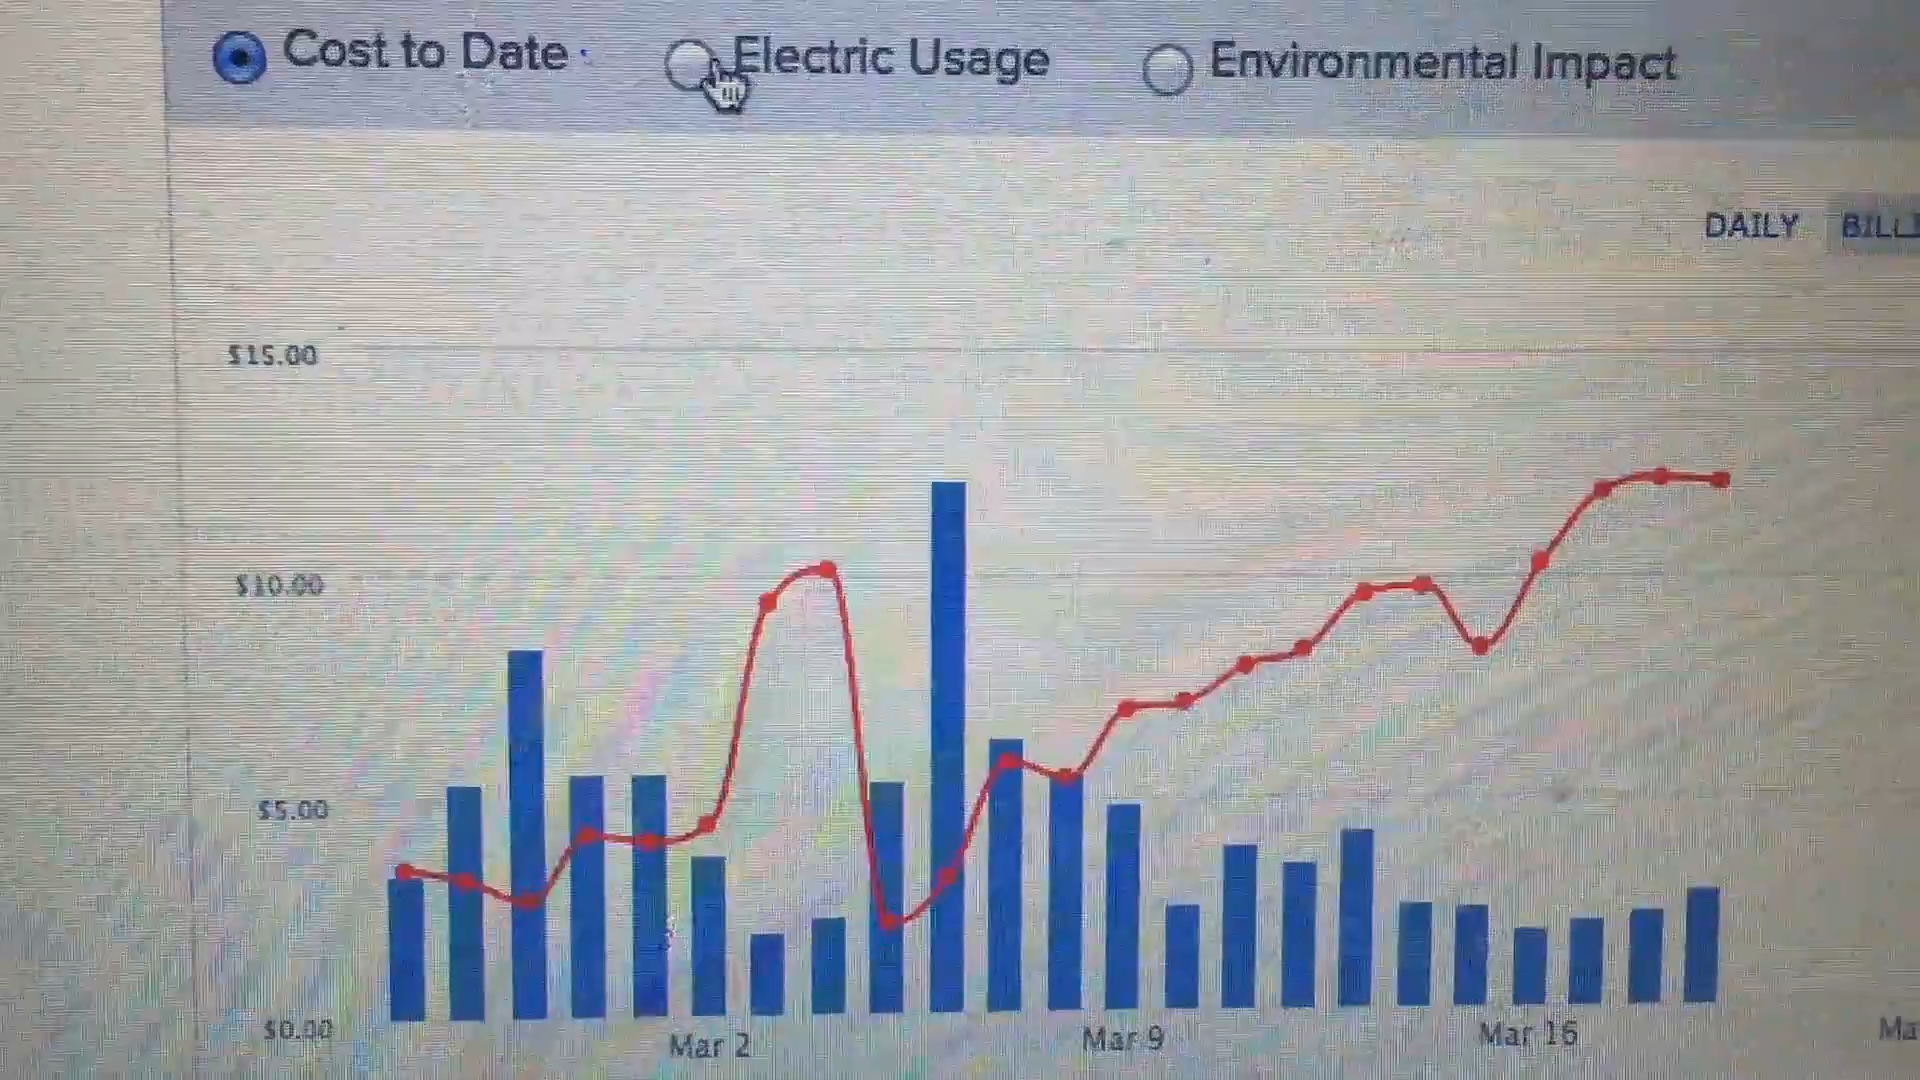 Cost to Date Electric Usage Environmental Impact
DAILY
$15.00
$10.00
$5.00
$0.00
Mar 2 Mar 9 Mar 16